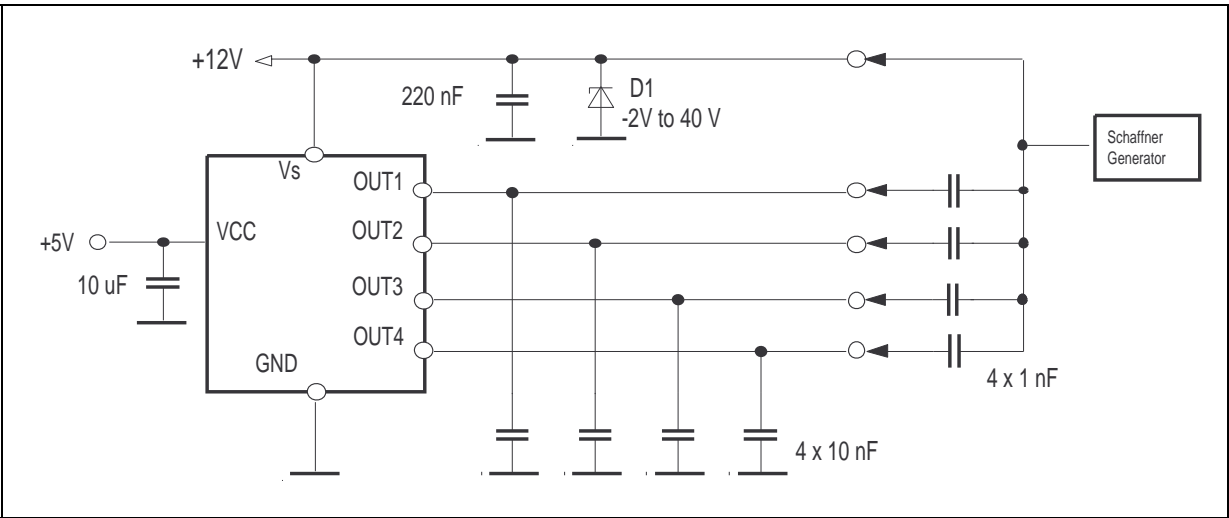 +12V
220 nF
D1
-2V to 40 V
Schaffner
Generator
Vs
OUT1
+5V
VCC
OUT2
10 uF
OUT3
OUT4
GND
4 x 1 nF
4 x 10 nF